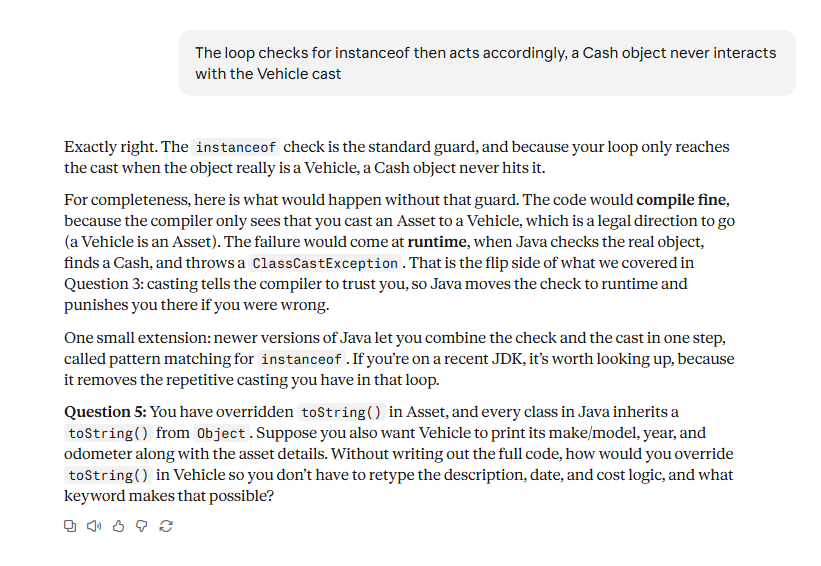 The loop checks for instanceof then acts accordingly, a Cash object never interacts
with the Vehicle cast
Exactly right. The instanceof check is the standard guard, and because your loop only reaches
the cast when the object really is a Vehicle, a Cash object never hits it.
For completeness, here is what would happen without that guard. The code would compile fine,
because the compiler only sees that you cast an Asset to a Vehicle, which is a legal direction to go
(a Vehicle is an Asset). The failure would come at runtime, when Java checks the real object,
finds a Cash, and throws a ClassCastException. That is the flip side of what we covered in
Question 3: casting tells the compiler to trust you, so Java moves the check to runtime and
punishes you there if you were wrong.
One small extension: newer versions of Java let you combine the check and the cast in one step,
called pattern matching for instanceof. If you're on a recent JDK, it's worth looking up, because
it removes the repetitive casting you have in that loop.
Question 5: You have overridden toString() in Asset, and every class in Java inherits a
toString() from Object. Suppose you also want Vehicle to print its make/model, year, and
odometer along with the asset details. Without writing out the full code, how would you override
toString() in Vehicle so you don't have to retype the description, date, and cost logic, and what
keyword makes that possible?